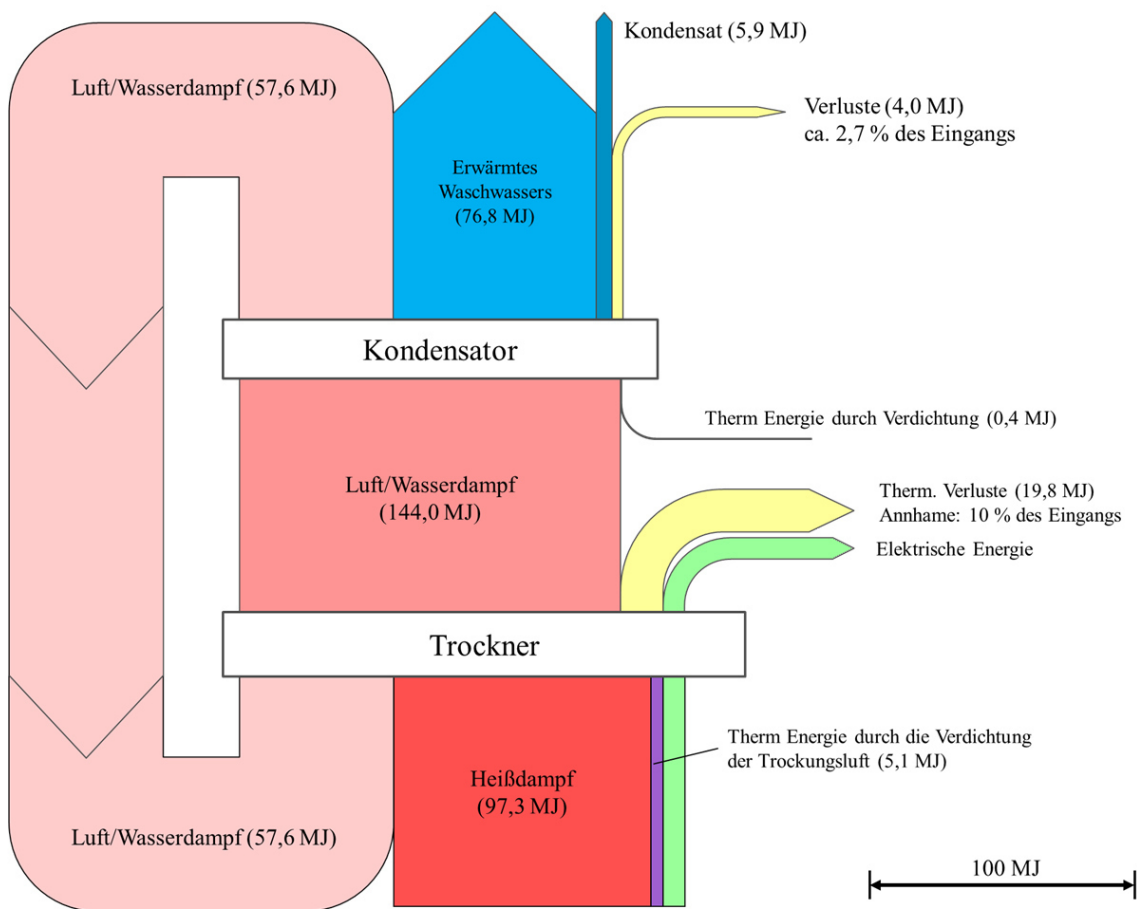 Kondensat (5,9 MJ)
Luft/Wasserdampf (57,6 MJ)
Verluste (4,0 MJ)
ca. 2,7 % des Eingangs
Erwärmtes
Waschwassers
(76,8 MJ)
Kondensator
Therm Energie durch Verdichtung (0,4 MJ)
Luft/Wasserdampf
(144,0 MJ)
Therm. Verluste (19,8 MJ)
Annhame: 10 % des Eingangs
Elektrische Energie
Trockner
Therm Energie durch die Verdichtung
der Trockungsluft (5,1 MJ)
Heißdampf
(97,3 MJ)
Luft/Wasserdampf (57,6 MJ)
100 MJ